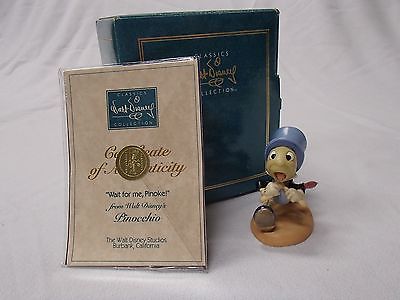 CLASSICS
Walt Disney
COLLECTION
CLASSICS
Walt Disney
COLLECTION
Certificate
of Authenticity
"Wait for me, Pinoke!"
from Walt Disney's
Pinocchio
The Walt Disney Studios
Burbank, California